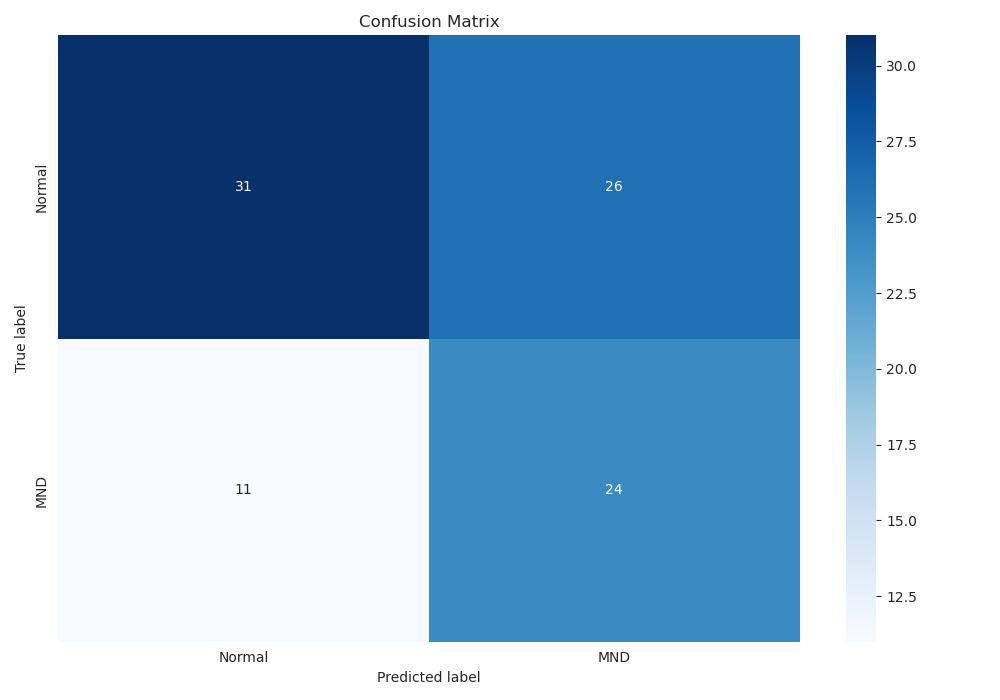 Confusion Matrix
True label
Normal
MND
31
26
11
24
Normal
MND
Predicted label
30.0
27.5
25.0
22.5
20.0
17.5
15.0
12.5